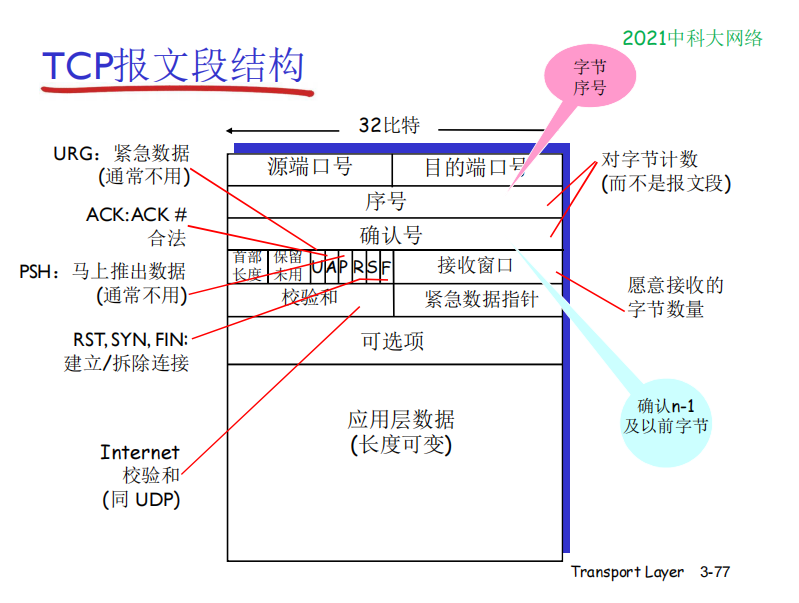 2021中科大网络
TCP报文段结构
字节
序号
32比特
URG：紧急数据
(通常不用)
源端口号
目的端口号
对字节计数
(而不是报文段)
序号
ACK:ACK #
合法
确认号
首部
长度
保留
未用
U A P R S F
接收窗口
PSH：马上推出数据
(通常不用)
愿意接收的
字节数量
校验和
紧急数据指针
RST, SYN, FIN:
建立/拆除连接
可选项
确认n-1
及以前字节
应用层数据
(长度可变)
Internet
校验和
(同 UDP)
Transport Layer 3-77